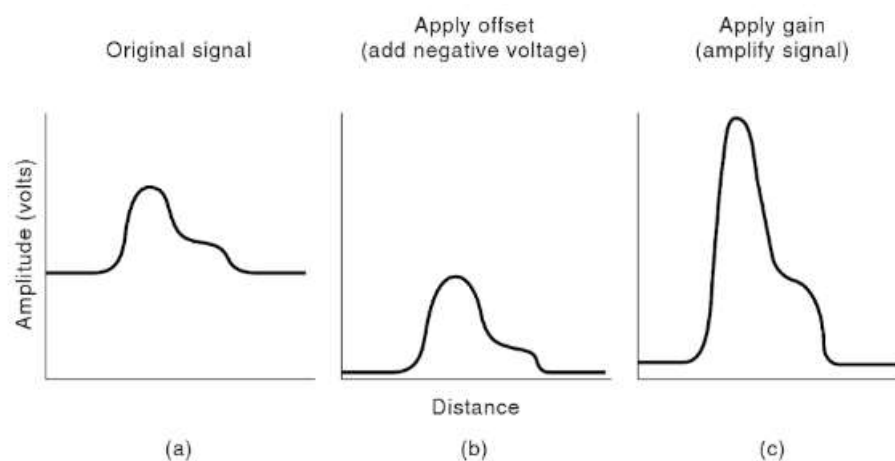 Original signal
Apply offset
(add negative voltage)
Apply gain
(amplify signal)
Amplitude (volts)
Distance
(a)
(b)
(c)